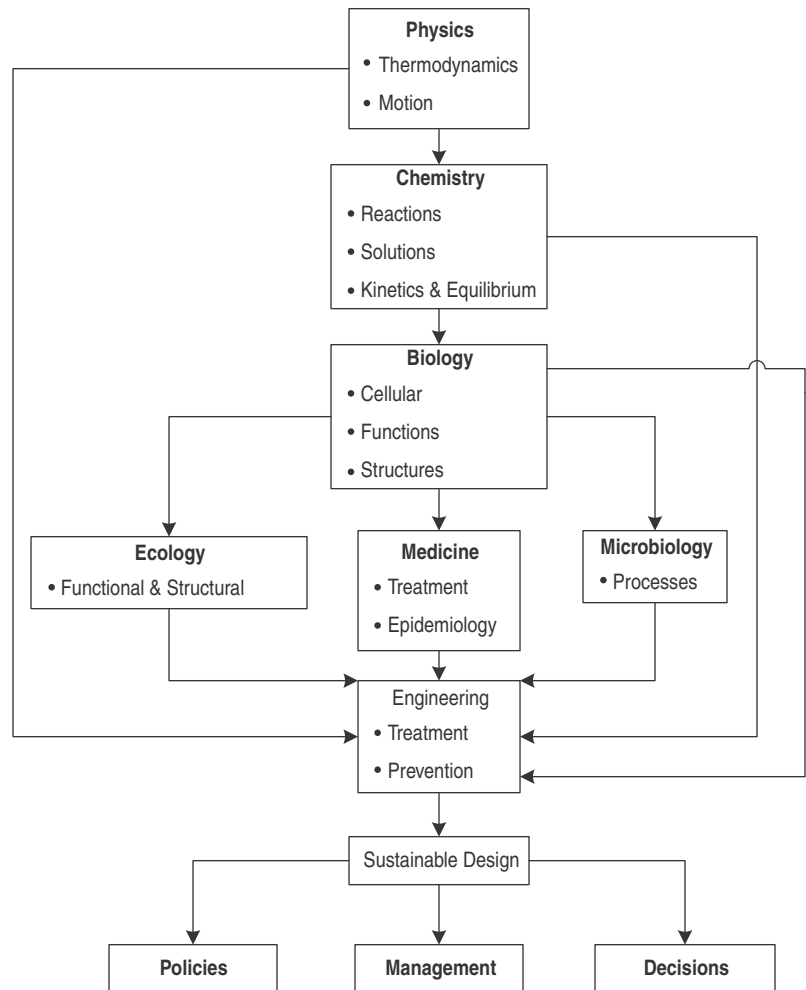 Physics
• Thermodynamics
• Motion
Chemistry
• Reactions
• Solutions
• Kinetics & Equilibrium
Biology
• Cellular
• Functions
• Structures
Ecology
• Functional & Structural
Medicine
• Treatment
• Epidemiology
Microbiology
• Processes
Engineering
• Treatment
• Prevention
Sustainable Design
Policies
Management
Decisions